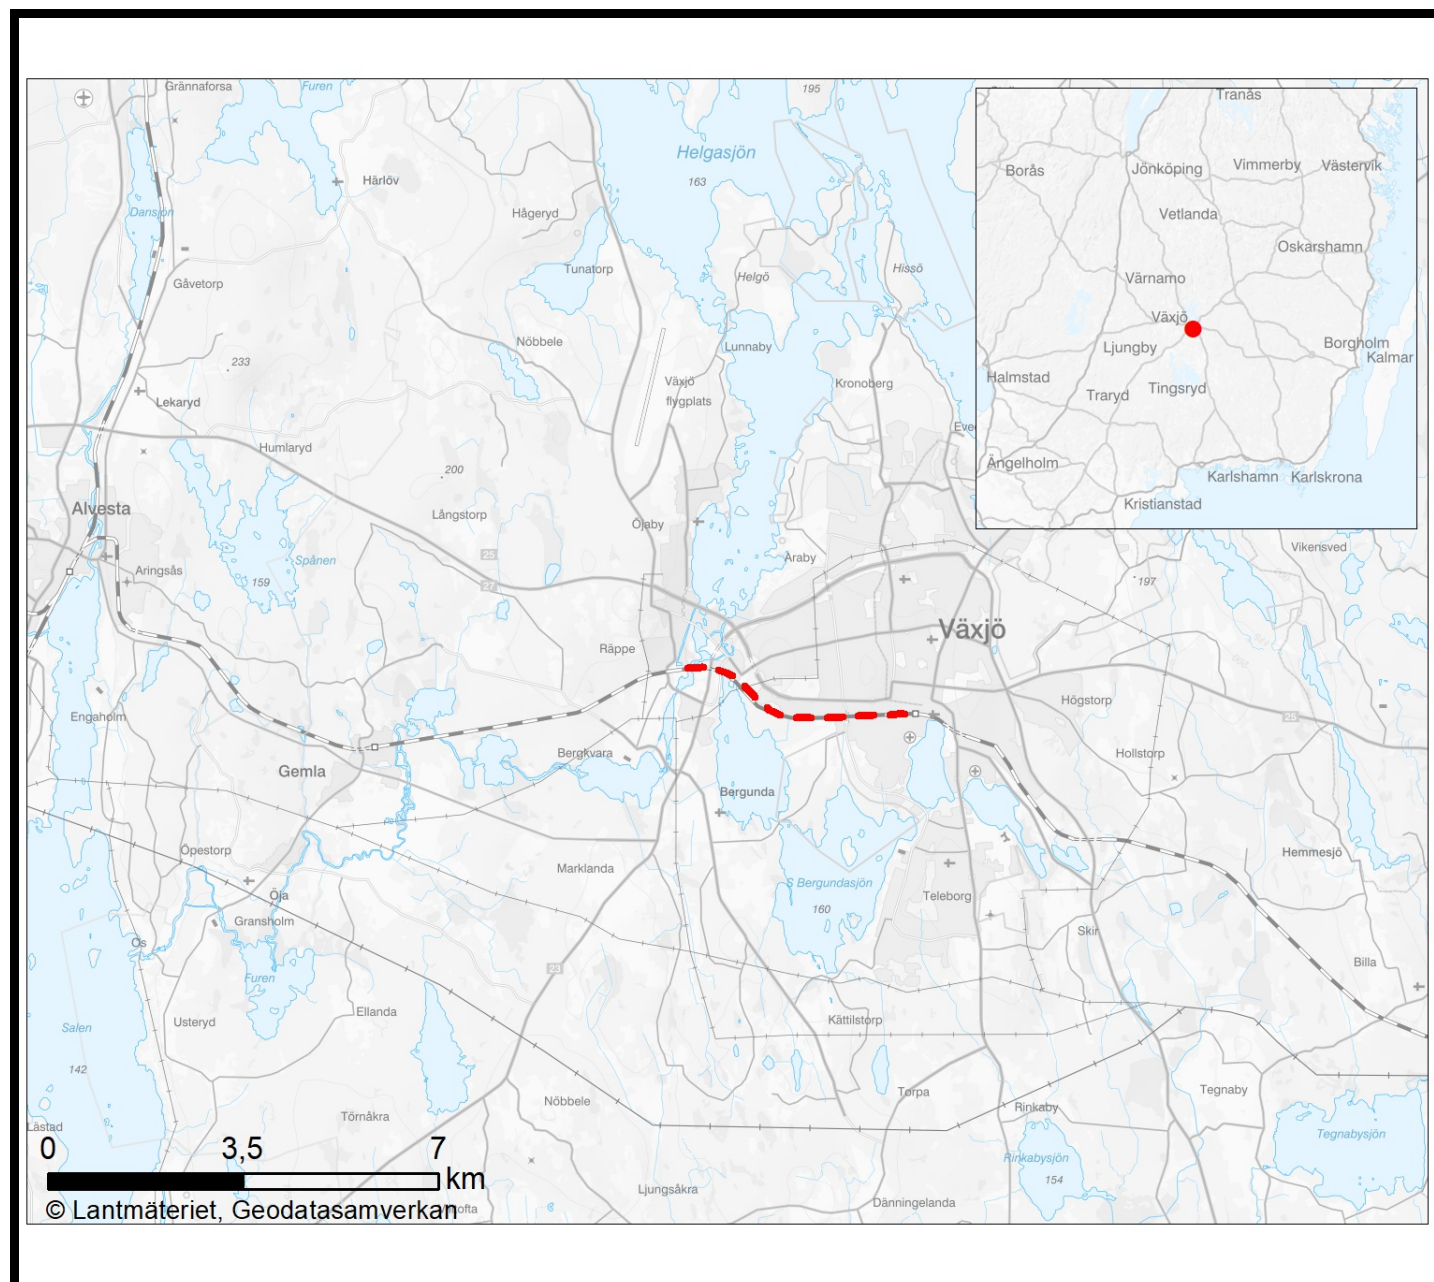 Grännaforsa
Furen
195
Helgasjön
163
Härlöv
Dansjön
Hågeryd
Tunatorp
Helgö
Hissö
Gåvetorp
Nöbbele
Lunnaby
233
Växjö
flygplats
Kronoberg
Lekaryd
Humlaryd
200
Alvesta
Långstorp
Öjaby
25
Araby
27
Spånen
159
Aringsås
Vikensved
197
Växjö
Räppe
Högstorp
Engaholm
25
Bergkvara
Hollstorp
Gemla
Bergunda
Öpestorp
Marklanda
S Bergundasjön
160
Teleborg
Hemmesjö
Öja
Gransholm
Skir
Os
23
Billa
Furen
Ellanda
Usteryd
Salen
142
Kättilstorp
Torpa
Tegnaby
Nöbbele
Rinkaby
Törnåkra
Lästad
Tegnabysjön
Rinkabysjön
154
Ljungsåkra
Dänningelanda
Tranås
Borås
Jönköping
Vimmerby
Västervik
Vetlanda
Oskarshamn
Värnamo
Växjö
Ljungby
Borgholm
Kalmar
Halmstad
Traryd
Tingsryd
Ängelholm
Karlshamn
Karlskrona
Kristianstad
0 3,5 7
km
© Lantmäteriet, Geodatasamverkan